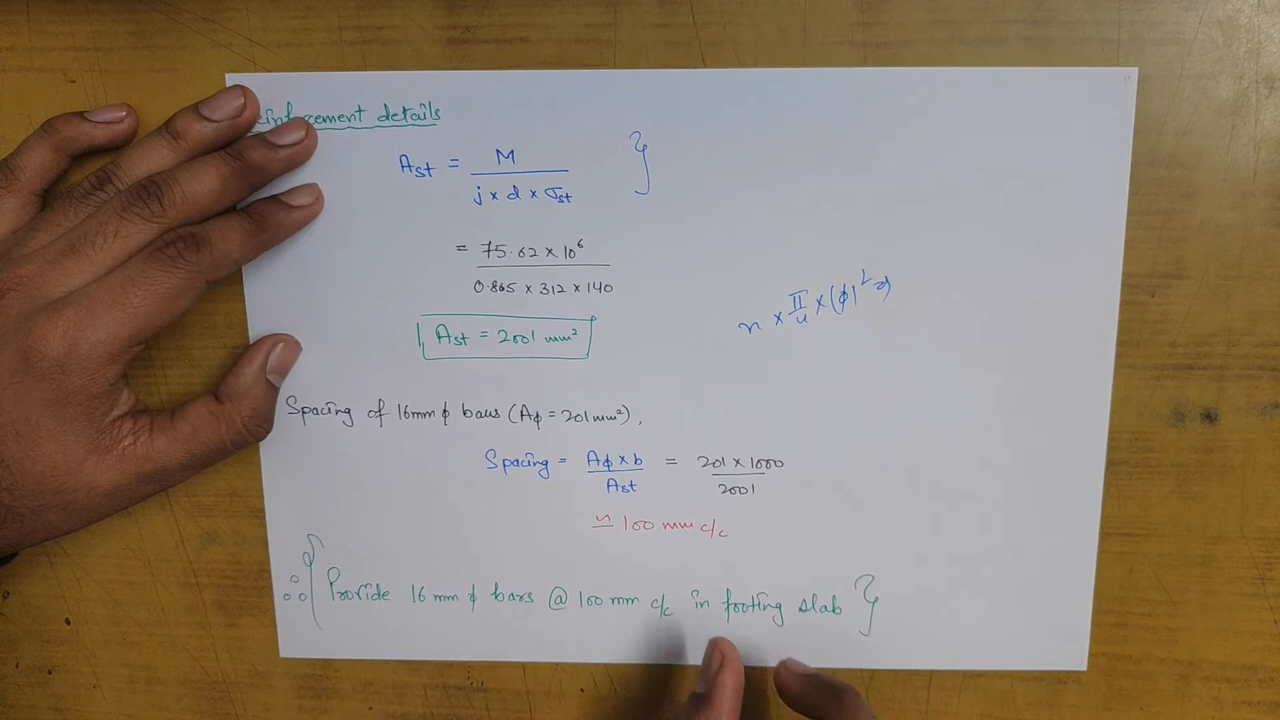 einforcement details
Ast = M / j × d × σst }
= 75.62 × 10⁶ / 0.865 × 312 × 140
Ast = 2001 mm²
n × π/4 × (ϕ)²
Spacing of 16mm ϕ bars (Aϕ = 201 mm²),
Spacing = Aϕ × b / Ast = 201 × 1000 / 2001
≃ 100 mm c/c
∴ { Provide 16 mm ϕ bars @ 100 mm c/c in footing slab }